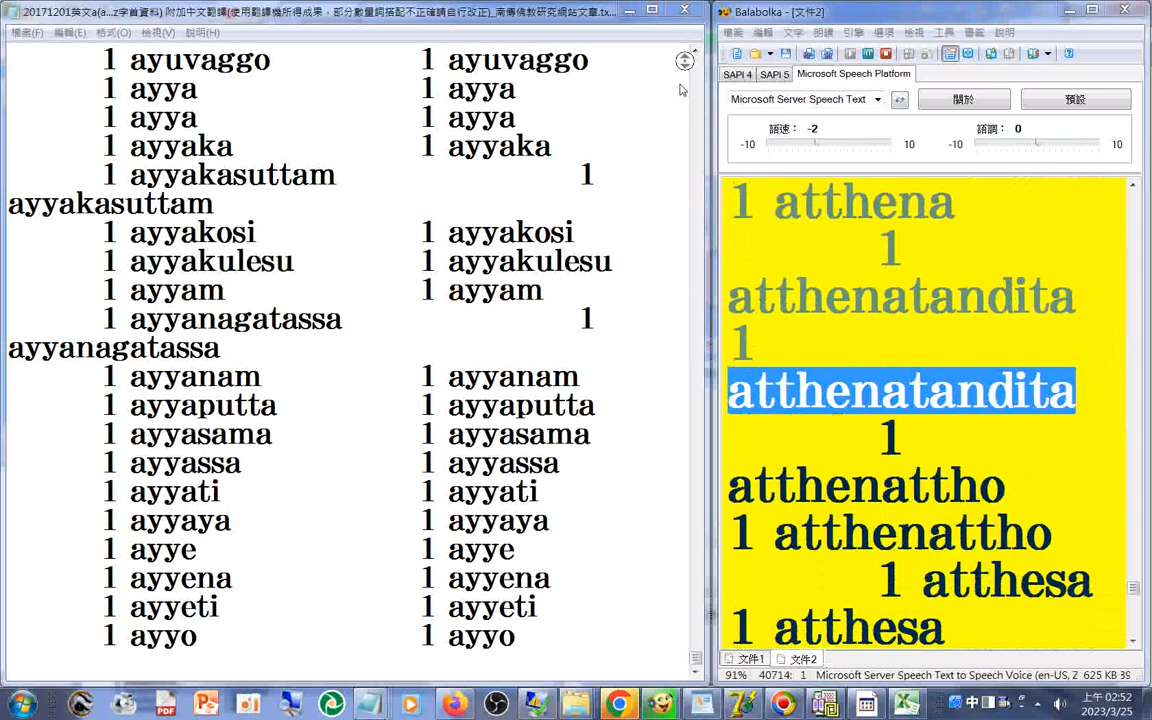 20171201英文a(a...z字首資料) 附加中文翻譯(使用翻譯機所得成果，部分數量詞搭配不正確請自行改正)_南傳佛教研究網站文章.tx...
檔案(F) 編輯(E) 格式(O) 檢視(V) 說明(H)
1 ayuvaggo 1 ayuvaggo
1 ayya 1 ayya
1 ayya 1 ayya
1 ayyaka 1 ayyaka
1 ayyakasuttam 1
ayyakasuttam
1 ayyakosi 1 ayyakosi
1 ayyakulesu 1 ayyakulesu
1 ayyam 1 ayyam
1 ayyanagatassa 1
ayyanagatassa
1 ayyanam 1 ayyanam
1 ayyaputta 1 ayyaputta
1 ayyasama 1 ayyasama
1 ayyassa 1 ayyassa
1 ayyati 1 ayyati
1 ayyaya 1 ayyaya
1 ayye 1 ayye
1 ayyena 1 ayyena
1 ayyeti 1 ayyeti
1 ayyo 1 ayyo
Balabolka - [文件2]
檔案 編輯 文字 朗讀 引擎 選項 檢視 工具 書籤 說明
SAPI 4 SAPI 5 Microsoft Speech Platform
Microsoft Server Speech Text 關於 預設
語速： -2 語調： 0
-10 10 -10 10
1 atthena
1
atthenatandita
1
atthenatandita
1
atthenattho
1 atthenattho
1 atthesa
1 atthesa
文件1 文件2
91% 40714: 1 Microsoft Server Speech Text to Speech Voice (en-US, Z 625 KB 39
中
上午 02:52
2023/3/25